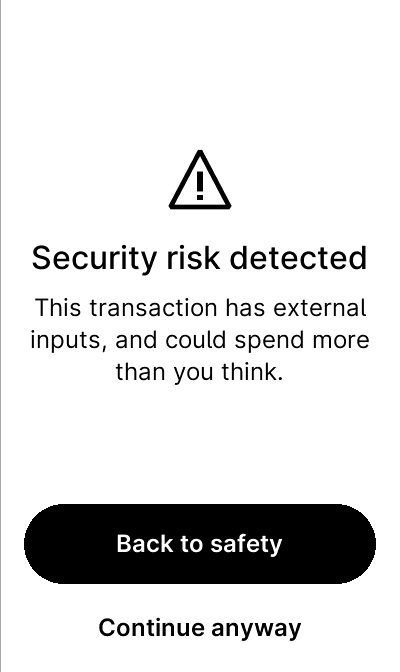 Security risk detected
This transaction has external
inputs, and could spend more
than you think.
Back to safety
Continue anyway